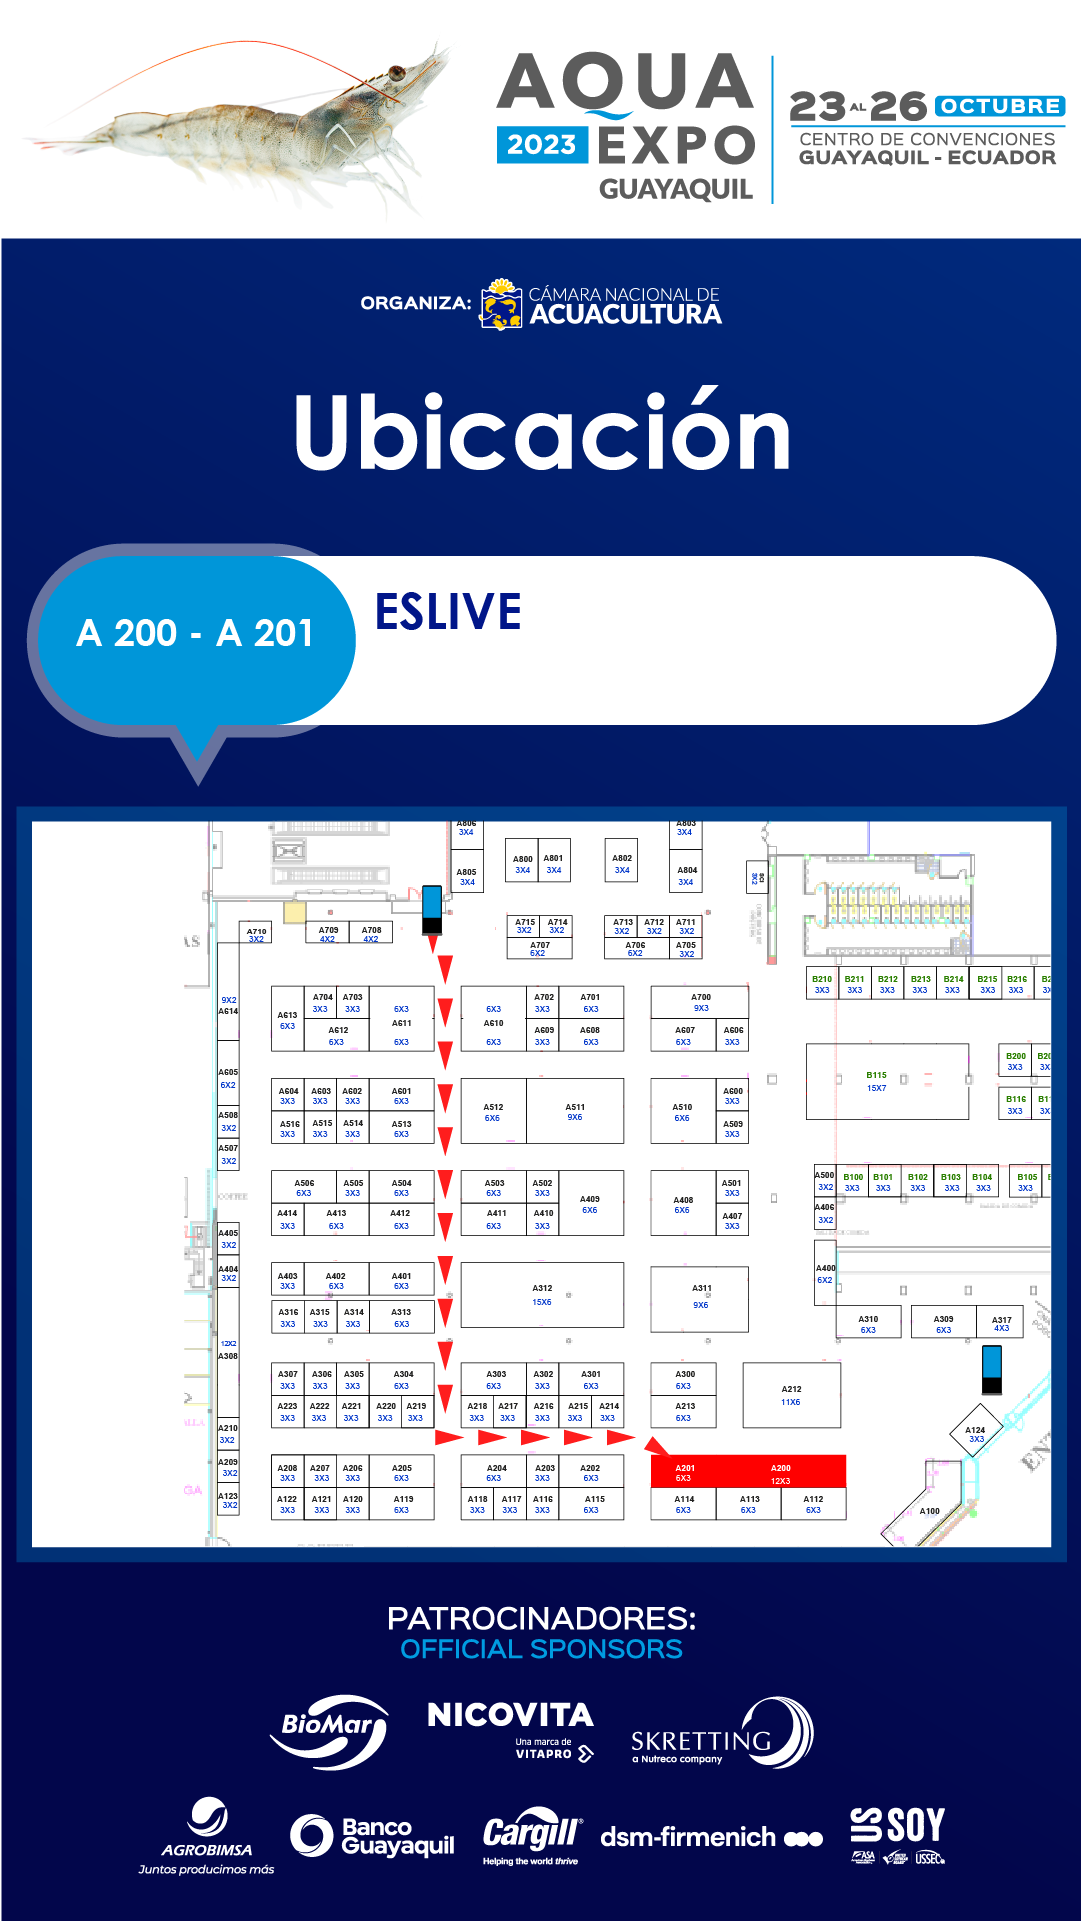 AQUA
2023 EXPO
GUAYAQUIL
23 AL 26 OCTUBRE
CENTRO DE CONVENCIONES
GUAYAQUIL - ECUADOR
ORGANIZA:
CÁMARA NACIONAL DE
ACUACULTURA
Ubicación
A 200 - A 201
ESLIVE
A806 A803
3X4 3X4
A800 A801 A802
3X4 3X4 3X4
A805 A804
3X4 3X4
A710 A709 A708
3X2 4X2 4X2
A715 A714 A713 A712 A711
3X2 3X2 3X2 3X2 3X2
A707 A706 A705
6X2 6X2 3X2
B210 B211 B212 B213 B214 B215 B216
3X3 3X3 3X3 3X3 3X3 3X3 3X3
9X2
A614
A613
6X3
A704 A703 A702 A701 A700
3X3 3X3 6X3 6X3 3X3 6X3 9X3
A612 A611 A610 A609 A608 A607 A606
6X3 6X3 6X3 3X3 6X3 6X3 3X3
B115
15X7
B200
3X3
B116
3X3
A605
6X2
A604 A603 A602 A601 A600
3X3 3X3 3X3 6X3 3X3
A512 A511 A510
6X6 9X6 6X6
A508
3X2
A516 A515 A514 A513 A509
3X3 3X3 3X3 6X3 3X3
A507
3X2
COFFEE
A506 A505 A504 A503 A502 A501
6X3 3X3 6X3 6X3 3X3 3X3
A409 A408
6X6 6X6
A500 B100 B101 B102 B103 B104 B105
3X2 3X3 3X3 3X3 3X3 3X3 3X3
A414 A413 A412 A411 A410 A407
3X3 6X3 6X3 6X3 3X3 3X3
A406
3X2
A405
3X2
A404
3X2
A403 A402 A401
3X3 6X3 6X3
A400
6X2
A312 A311
15X6 9X6
A316 A315 A314 A313
3X3 3X3 3X3 6X3
A310 A309 A317
6X3 6X3 4X3
12X2
A308
A307 A306 A305 A304 A303 A302 A301 A300
3X3 3X3 3X3 6X3 6X3 3X3 6X3 6X3
A212
11X6
A223 A222 A221 A220 A219 A218 A217 A216 A215 A214 A213
3X3 3X3 3X3 3X3 3X3 3X3 3X3 3X3 3X3 3X3 6X3
A210
3X2
A124
3X3
A209
3X2
A208 A207 A206 A205 A204 A203 A202 A201 A200
3X3 3X3 3X3 6X3 6X3 3X3 6X3 6X3 12X3
A123
3X2
A122 A121 A120 A119 A118 A117 A116 A115 A114 A113 A112
3X3 3X3 3X3 6X3 3X3 3X3 3X3 6X3 6X3 6X3 6X3
A100
PATROCINADORES:
OFFICIAL SPONSORS
BioMar
NICOVITA
Una marca de
VITAPRO
SKRETTING
a Nutreco company
AGROBIMSA
Juntos producimos más
Banco
Guayaquil
Cargill®
Helping the world thrive
dsm-firmenich
US SOY
ASA
USSEC